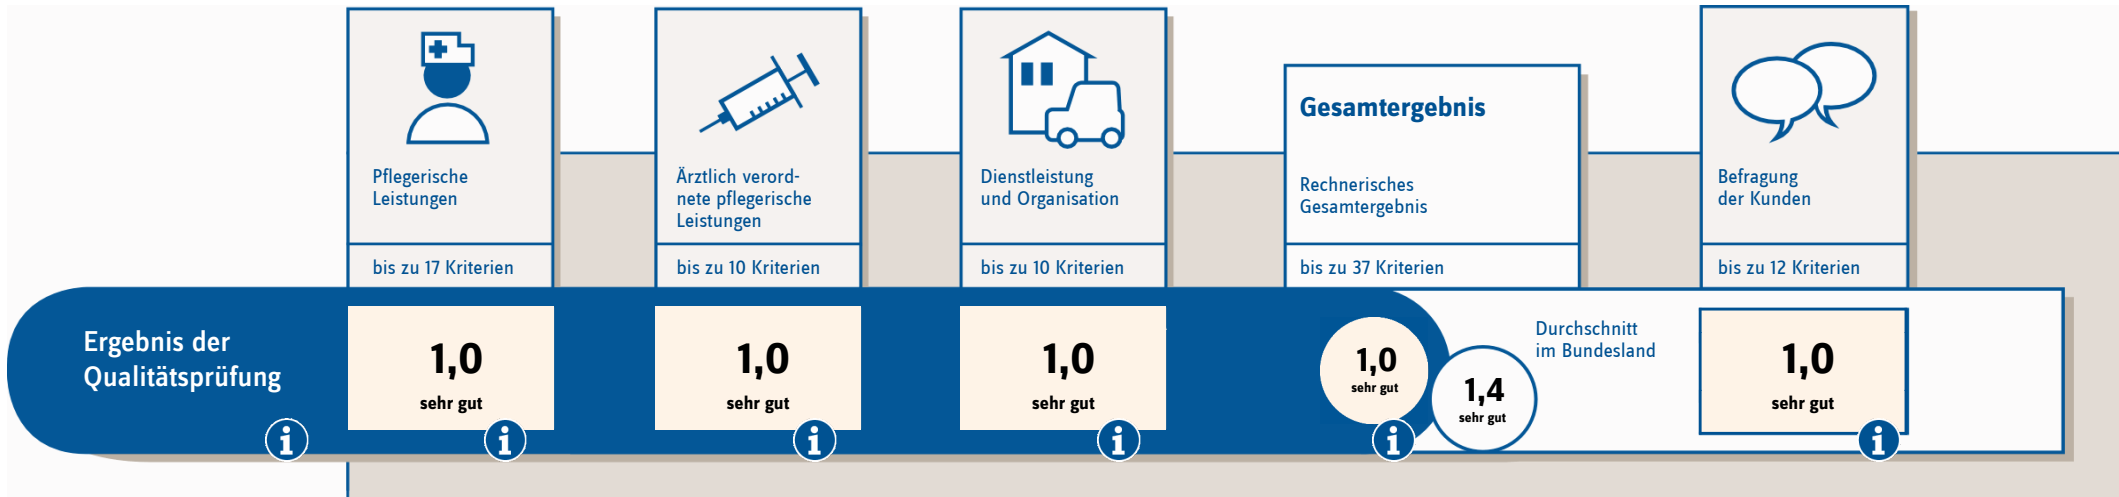 Pflegerische
Leistungen
bis zu 17 Kriterien
Ärztlich verord-
nete pflegerische
Leistungen
bis zu 10 Kriterien
Dienstleistung
und Organisation
bis zu 10 Kriterien
Gesamtergebnis
Rechnerisches
Gesamtergebnis
bis zu 37 Kriterien
Befragung
der Kunden
bis zu 12 Kriterien
Ergebnis der
Qualitätsprüfung
i
1,0
sehr gut
i
1,0
sehr gut
i
1,0
sehr gut
i
1,0
sehr gut
i
1,4
sehr gut
Durchschnitt
im Bundesland
1,0
sehr gut
i